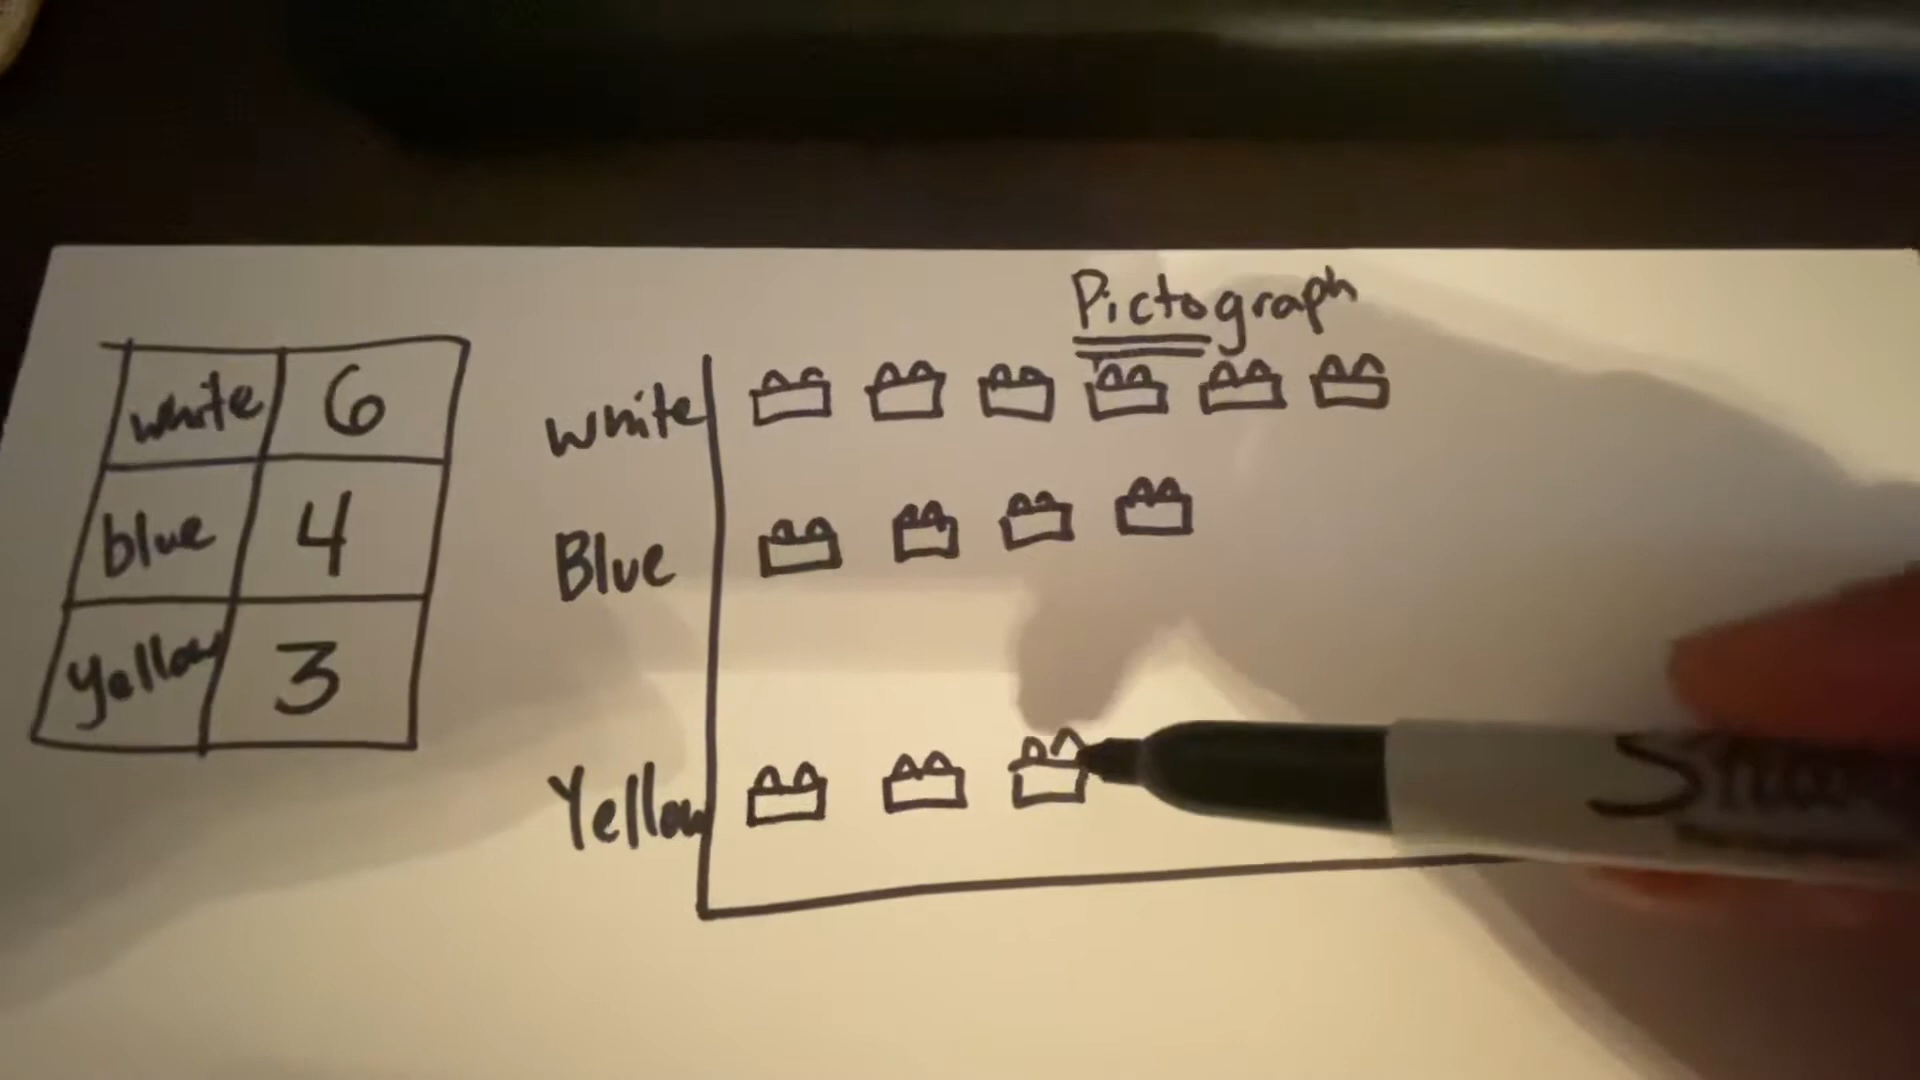 Pictograph
white 6
blue 4
yellow 3
white
Blue
Yellow